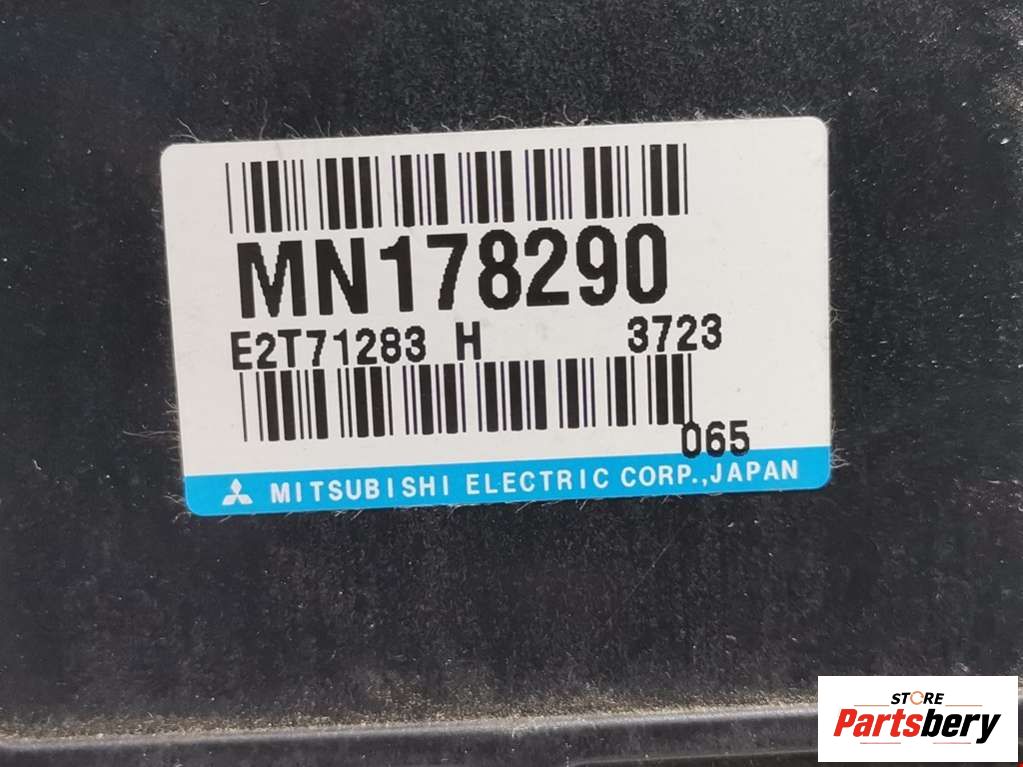 MN178290
E2T71283 H 3723
065
MITSUBISHI ELECTRIC CORP.,JAPAN
STORE
Partsbery